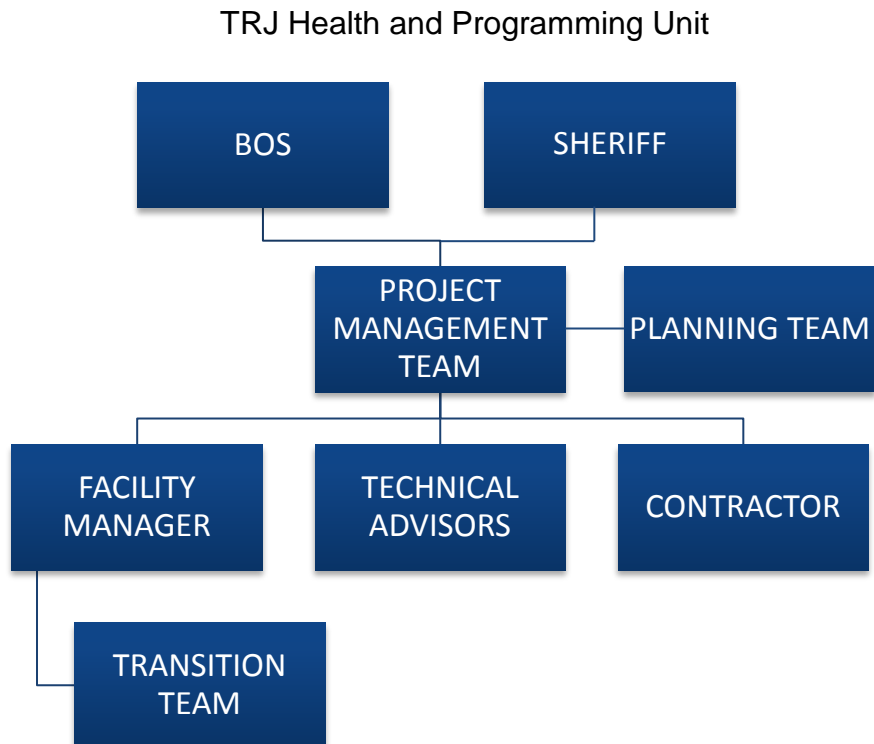 TRJ Health and Programming Unit
BOS
SHERIFF
PROJECT
MANAGEMENT
TEAM
PLANNING TEAM
FACILITY
MANAGER
TECHNICAL
ADVISORS
CONTRACTOR
TRANSITION
TEAM